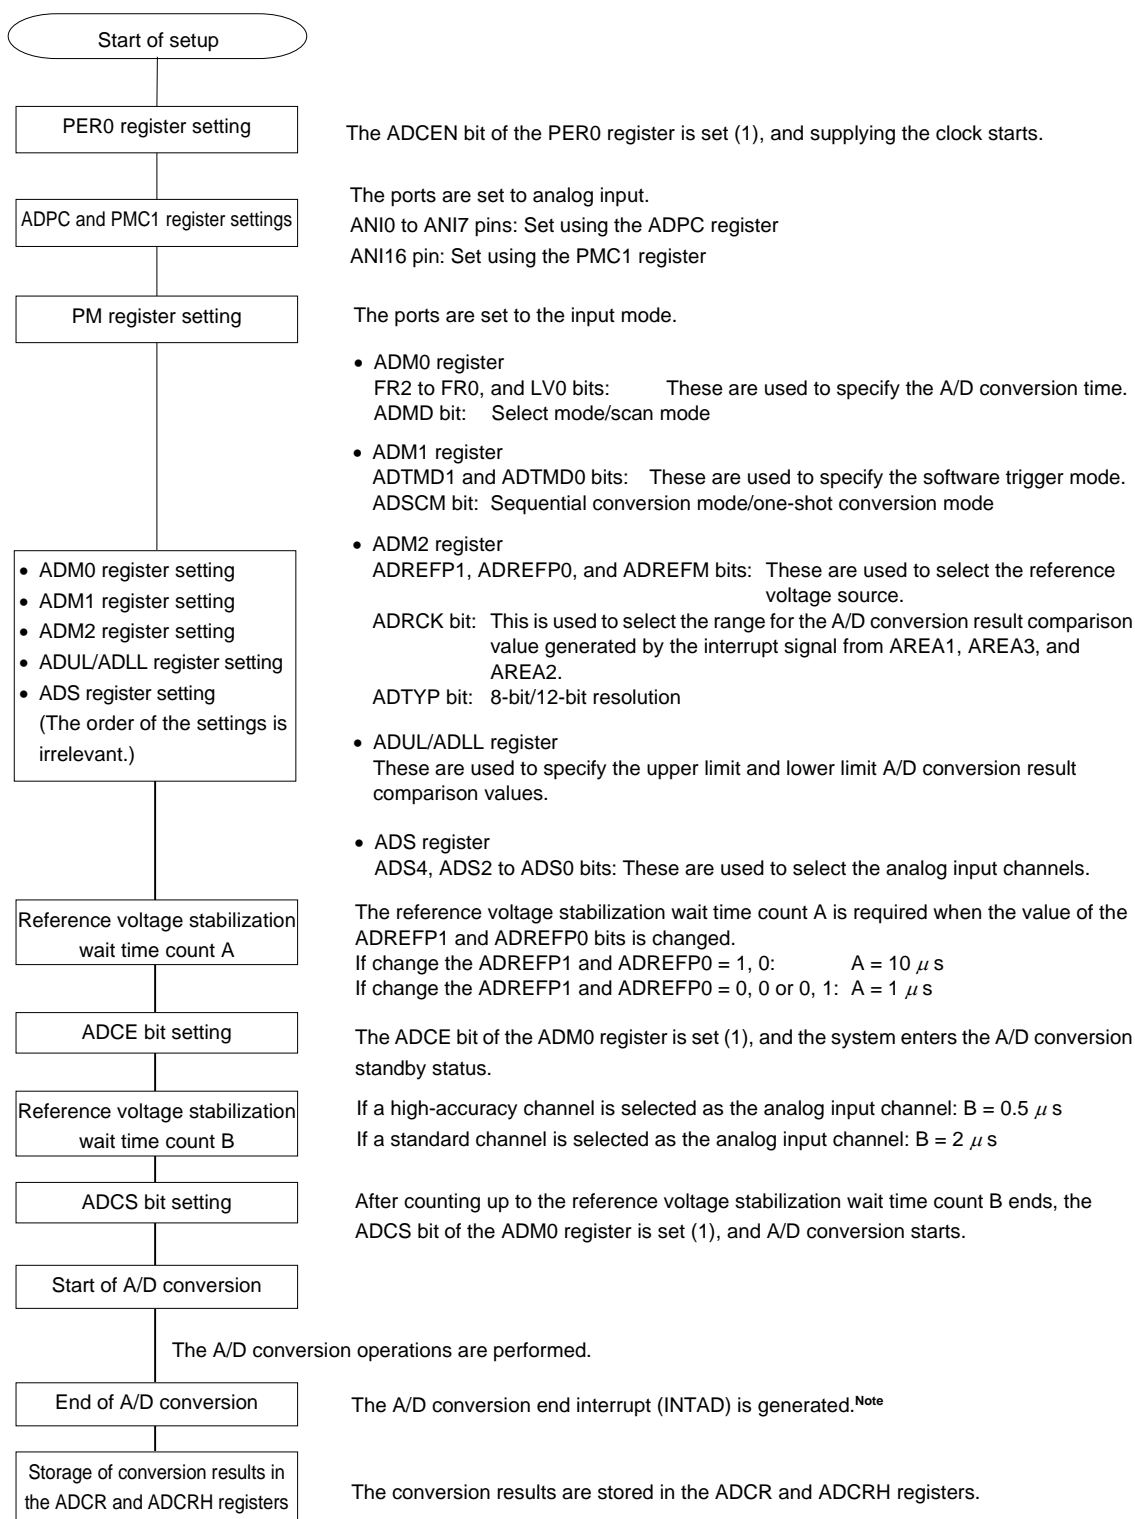 Start of setup
PER0 register setting
The ADCEN bit of the PER0 register is set (1), and supplying the clock starts.
ADPC and PMC1 register settings
The ports are set to analog input.
ANI0 to ANI7 pins: Set using the ADPC register
ANI16 pin: Set using the PMC1 register
PM register setting
The ports are set to the input mode.
• ADM0 register
FR2 to FR0, and LV0 bits: These are used to specify the A/D conversion time.
ADMD bit: Select mode/scan mode
• ADM1 register
ADTMD1 and ADTMD0 bits: These are used to specify the software trigger mode.
ADSCM bit: Sequential conversion mode/one-shot conversion mode
• ADM2 register
ADREFP1, ADREFP0, and ADREFM bits: These are used to select the reference
voltage source.
ADRCK bit: This is used to select the range for the A/D conversion result comparison
value generated by the interrupt signal from AREA1, AREA3, and
AREA2.
ADTYP bit: 8-bit/12-bit resolution
• ADUL/ADLL register
These are used to specify the upper limit and lower limit A/D conversion result
comparison values.
• ADS register
ADS4, ADS2 to ADS0 bits: These are used to select the analog input channels.
• ADM0 register setting
• ADM1 register setting
• ADM2 register setting
• ADUL/ADLL register setting
• ADS register setting
(The order of the settings is
irrelevant.)
Reference voltage stabilization
wait time count A
The reference voltage stabilization wait time count A is required when the value of the
ADREFP1 and ADREFP0 bits is changed.
If change the ADREFP1 and ADREFP0 = 1, 0: A = 10 μ s
If change the ADREFP1 and ADREFP0 = 0, 0 or 0, 1: A = 1 μ s
ADCE bit setting
The ADCE bit of the ADM0 register is set (1), and the system enters the A/D conversion
standby status.
Reference voltage stabilization
wait time count B
If a high-accuracy channel is selected as the analog input channel: B = 0.5 μ s
If a standard channel is selected as the analog input channel: B = 2 μ s
ADCS bit setting
After counting up to the reference voltage stabilization wait time count B ends, the
ADCS bit of the ADM0 register is set (1), and A/D conversion starts.
Start of A/D conversion
The A/D conversion operations are performed.
End of A/D conversion
The A/D conversion end interrupt (INTAD) is generated.Note
Storage of conversion results in
the ADCR and ADCRH registers
The conversion results are stored in the ADCR and ADCRH registers.